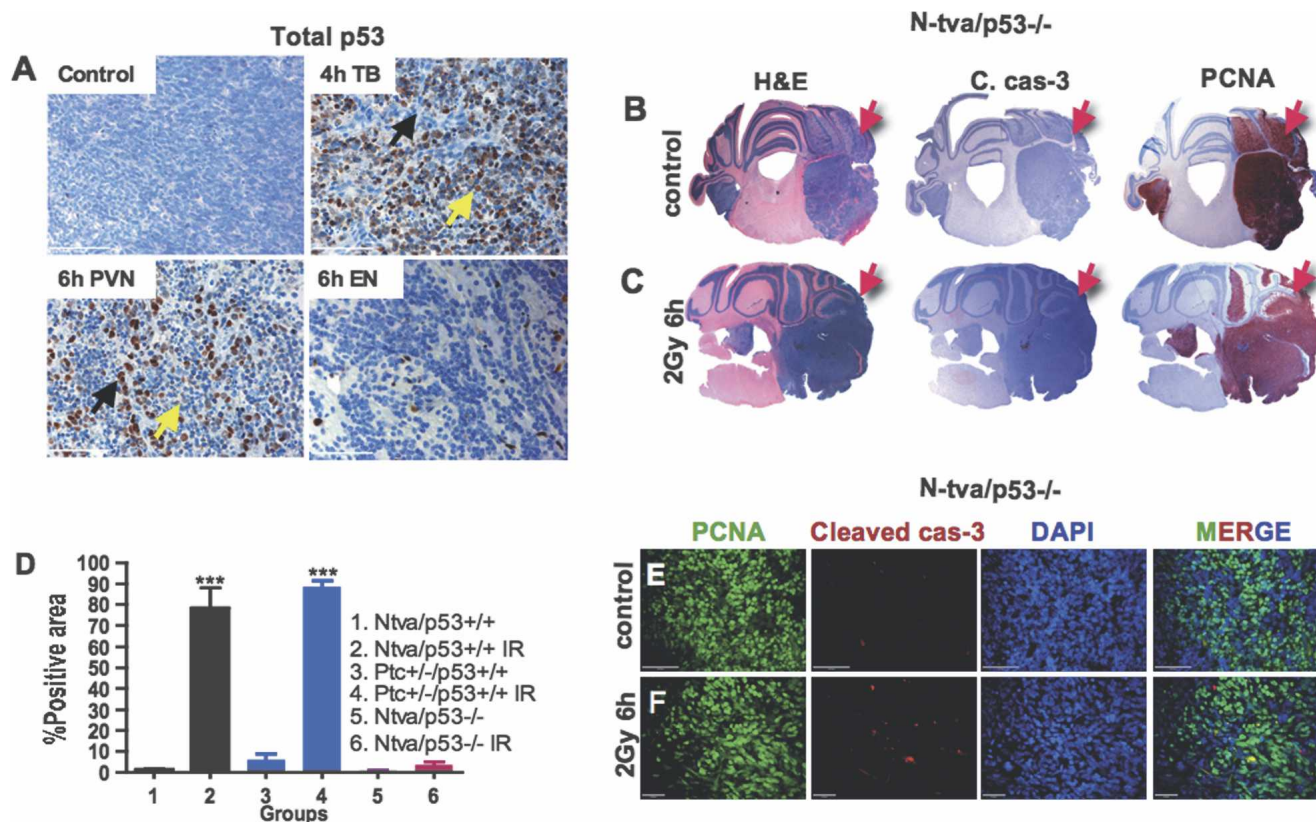 Total p53
A
Control
4h TB
6h PVN
6h EN
N-tva/p53-/-
H&E
C. cas-3
PCNA
B
control
C
2Gy 6h
D
%Positive area
100
90
80
70
60
50
40
30
20
10
0
***
***
1. Ntva/p53+/+
2. Ntva/p53+/+ IR
3. Ptc+/-/p53+/+
4. Ptc+/-/p53+/+ IR
5. Ntva/p53-/-
6. Ntva/p53-/- IR
1 2 3 4 5 6
Groups
N-tva/p53-/-
PCNA
Cleaved cas-3
DAPI
MERGE
E
control
F
2Gy 6h